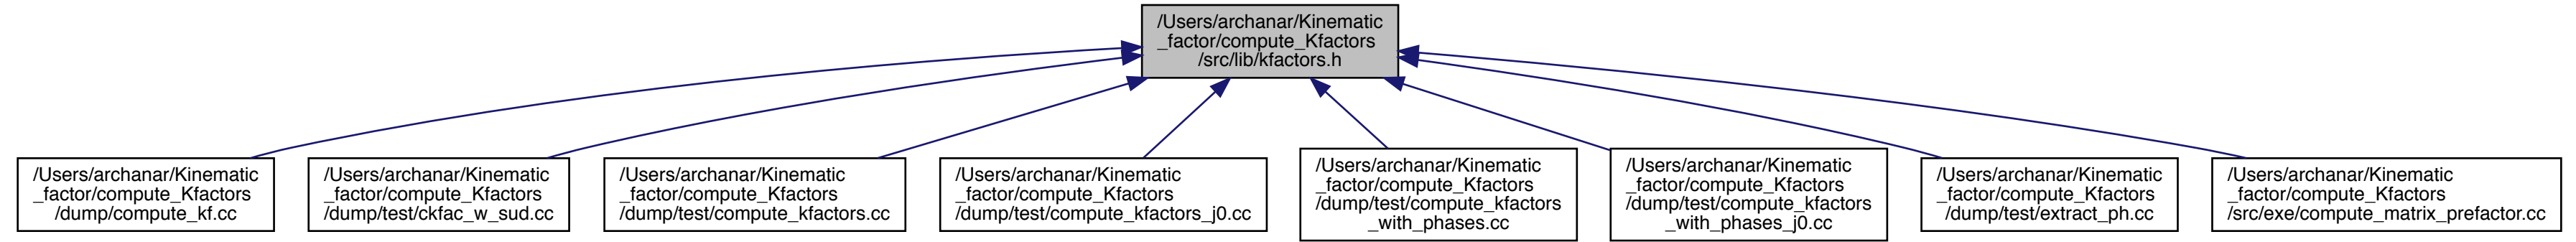 /Users/archanar/Kinematic
_factor/compute_Kfactors
/src/lib/kfactors.h
/Users/archanar/Kinematic
_factor/compute_Kfactors
/dump/compute_kf.cc
/Users/archanar/Kinematic
_factor/compute_Kfactors
/dump/test/ckfac_w_sud.cc
/Users/archanar/Kinematic
_factor/compute_Kfactors
/dump/test/compute_kfactors.cc
/Users/archanar/Kinematic
_factor/compute_Kfactors
/dump/test/compute_kfactors_j0.cc
/Users/archanar/Kinematic
_factor/compute_Kfactors
/dump/test/compute_kfactors
_with_phases.cc
/Users/archanar/Kinematic
_factor/compute_Kfactors
/dump/test/compute_kfactors
_with_phases_j0.cc
/Users/archanar/Kinematic
_factor/compute_Kfactors
/dump/test/extract_ph.cc
/Users/archanar/Kinematic
_factor/compute_Kfactors
/src/exe/compute_matrix_prefactor.cc